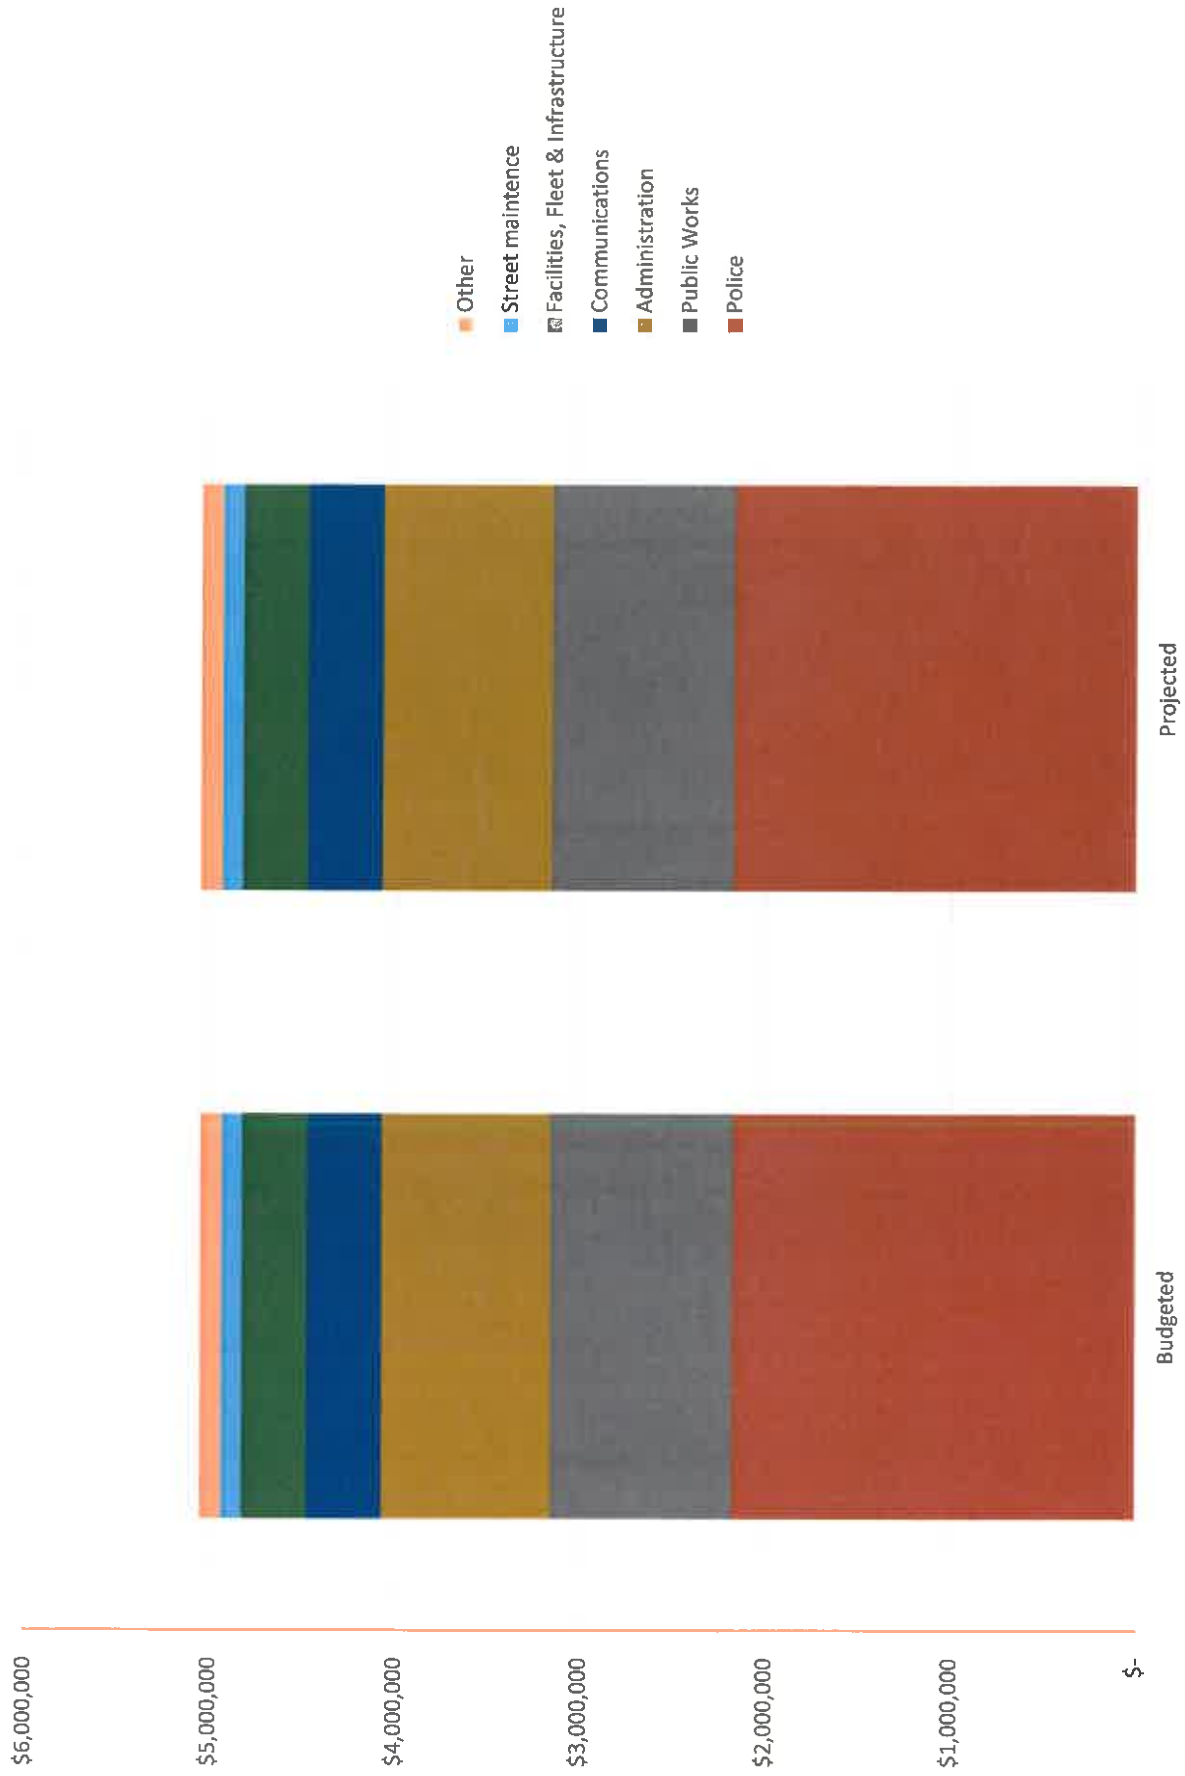 $6,000,000
$5,000,000
$4,000,000
$3,000,000
$2,000,000
$1,000,000
$-
Budgeted
Projected
Other
Street maintence
Facilities, Fleet & Infrastructure
Communications
Administration
Public Works
Police